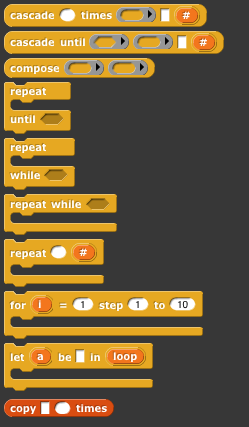 cascade times #
cascade until #
compose
repeat
until
repeat
while
repeat while
repeat #
for i = 1 step 1 to 10
let a be in loop
copy times